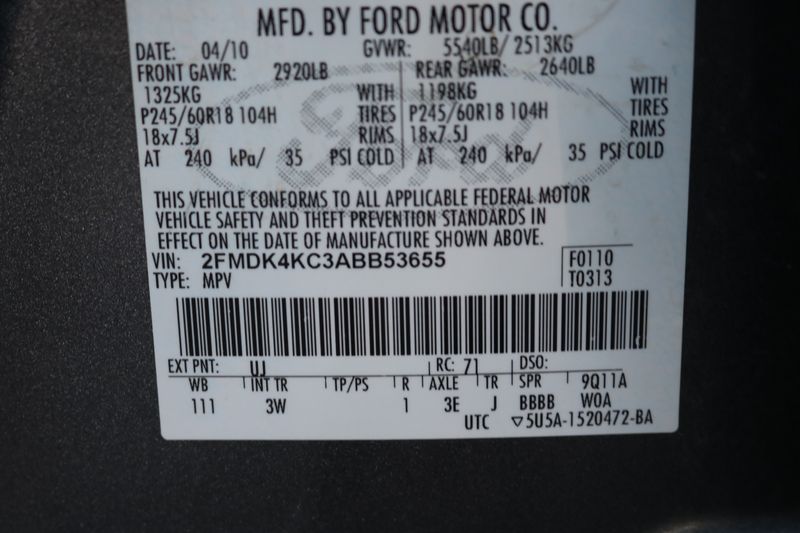 MFD. BY FORD MOTOR CO.
DATE: 04/10 GVWR: 5540LB/ 2513KG
FRONT GAWR: 2920LB REAR GAWR: 2640LB
1325KG WITH 1198KG WITH
P245/60R18 104H TIRES P245/60R18 104H TIRES
18x7.5J RIMS 18x7.5J RIMS
AT 240 kPa/ 35 PSI COLD AT 240 kPa/ 35 PSI COLD
THIS VEHICLE CONFORMS TO ALL APPLICABLE FEDERAL MOTOR
VEHICLE SAFETY AND THEFT PREVENTION STANDARDS IN
EFFECT ON THE DATE OF MANUFACTURE SHOWN ABOVE.
VIN: 2FMDK4KC3ABB53655 F0110
TYPE: MPV T0313
EXT PNT: UJ RC: 71 DSO:
WB INT TR TP/PS R AXLE TR SPR 9Q11A
111 3W 1 3E J BBBB W0A
UTC ▽5U5A-1520472-BA
Ford